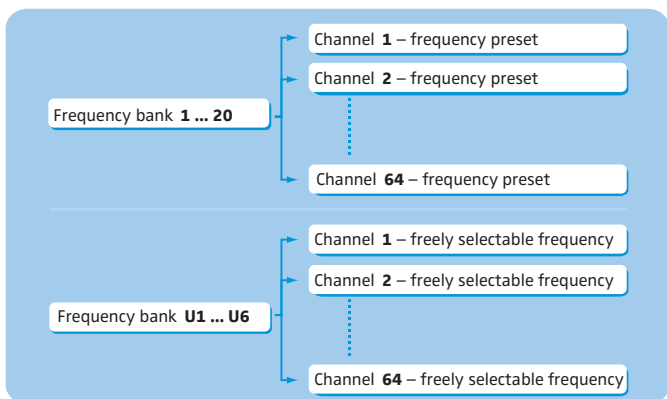 Channel 1 – frequency preset
Channel 2 – frequency preset
Frequency bank 1 ... 20
Channel 64 – frequency preset
Channel 1 – freely selectable frequency
Channel 2 – freely selectable frequency
Frequency bank U1 ... U6
Channel 64 – freely selectable frequency